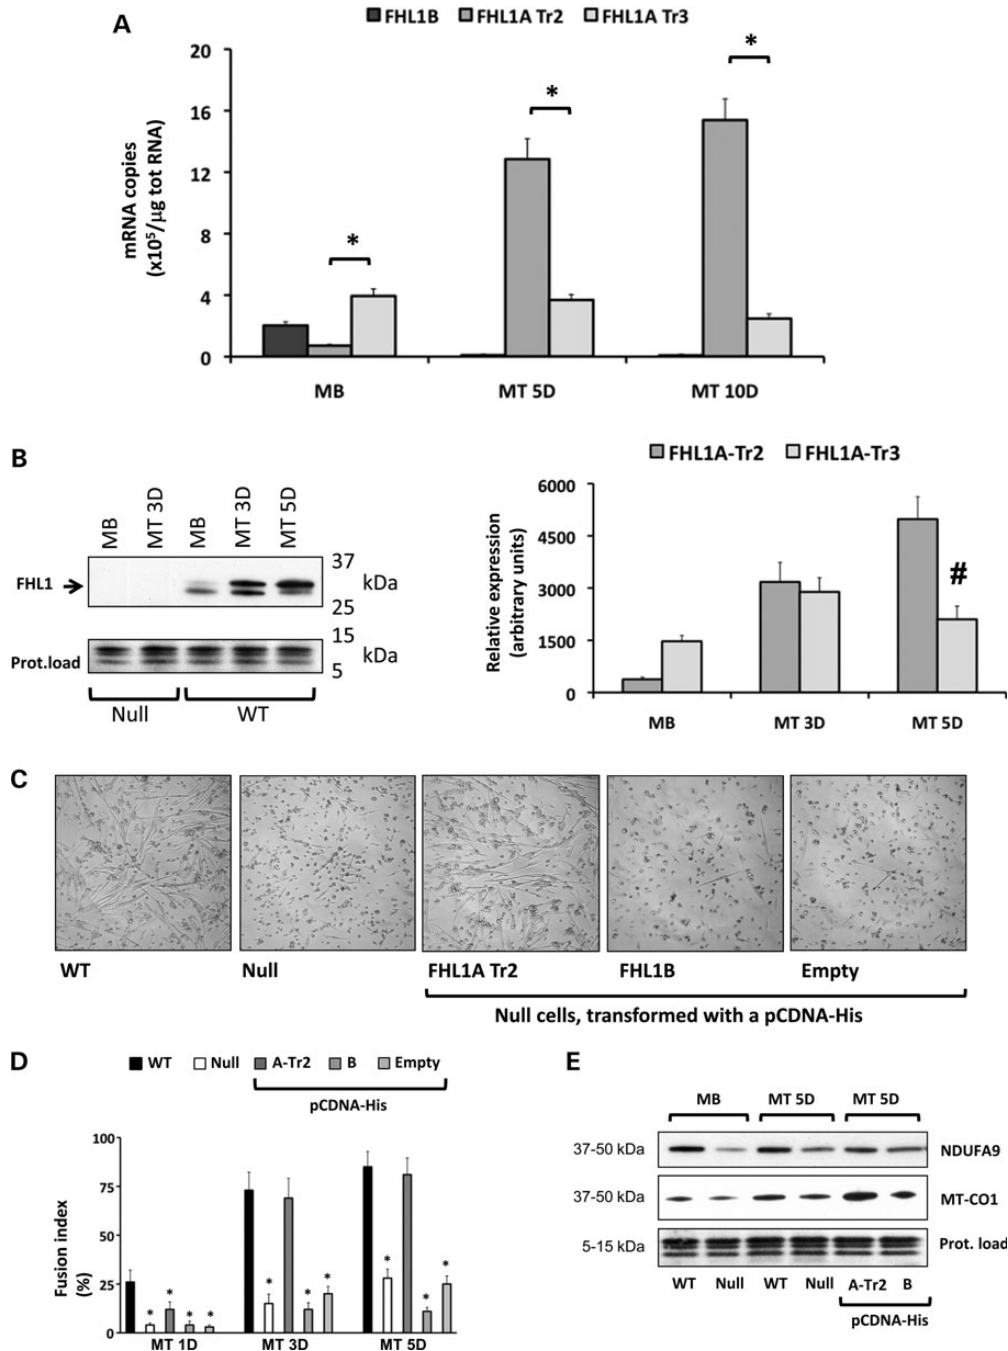 A
FHL1B FHL1A Tr2 FHL1A Tr3
mRNA copies
(x10⁵/µg tot RNA)
20
16
12
8
4
0
*
*
*
MB MT 5D MT 10D
B
MB
MT 3D
MB
MT 3D
MT 5D
FHL1
37
kDa
25
Prot.load
15
kDa
5
Null WT
FHL1A-Tr2 FHL1A-Tr3
Relative expression
(arbitrary units)
6000
4500
3000
1500
0
#
MB MT 3D MT 5D
C
WT Null FHL1A Tr2 FHL1B Empty
Null cells, transformed with a pCDNA-His
D
WT Null A-Tr2 B Empty
pCDNA-His
Fusion index
(%)
100
75
50
25
0
* * * *
* * *
* * *
MT 1D MT 3D MT 5D
E
MB MT 5D MT 5D
37-50 kDa NDUFA9
37-50 kDa MT-CO1
5-15 kDa Prot. load
WT Null WT Null A-Tr2 B
pCDNA-His